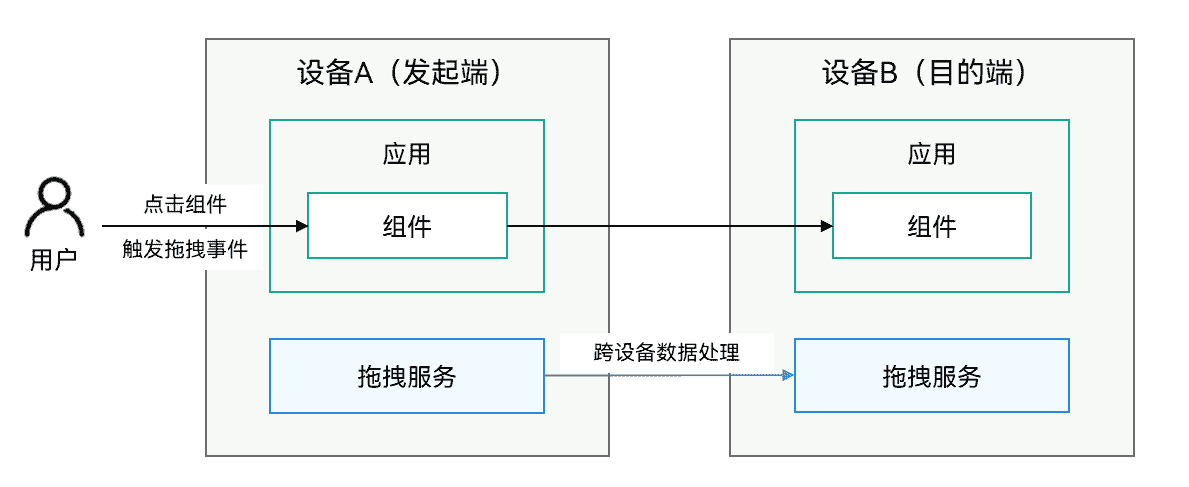 设备A（发起端）
设备B（目的端）
应用
应用
点击组件
组件
组件
触发拖拽事件
用户
跨设备数据处理
拖拽服务
拖拽服务